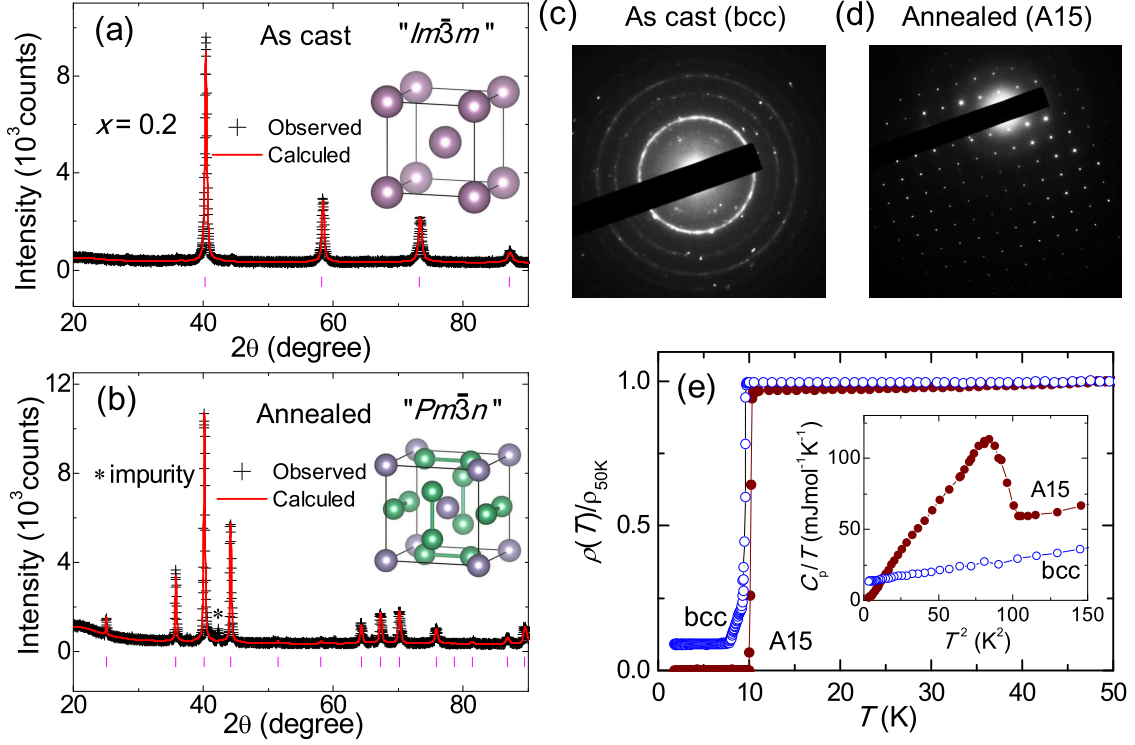 (a)
As cast
"Im3̄m"
x = 0.2
Observed
Calculed
Intensity (10³counts)
0
4
8
20
40
60
80
2θ (degree)
(b)
Annealed
"Pm3̄n"
*impurity
Observed
Calculed
*
Intensity (10³counts)
0
4
8
12
20
40
60
80
2θ (degree)
(c) As cast (bcc)
(d) Annealed (A15)
(e)
ρ(T)/ρ50K
0.0
0.5
1.0
bcc
A15
0
10
20
30
40
50
T (K)
Cp/T (mJmol⁻¹K⁻¹)
0
25
50
75
100
A15
bcc
0
50
100
150
T² (K²)